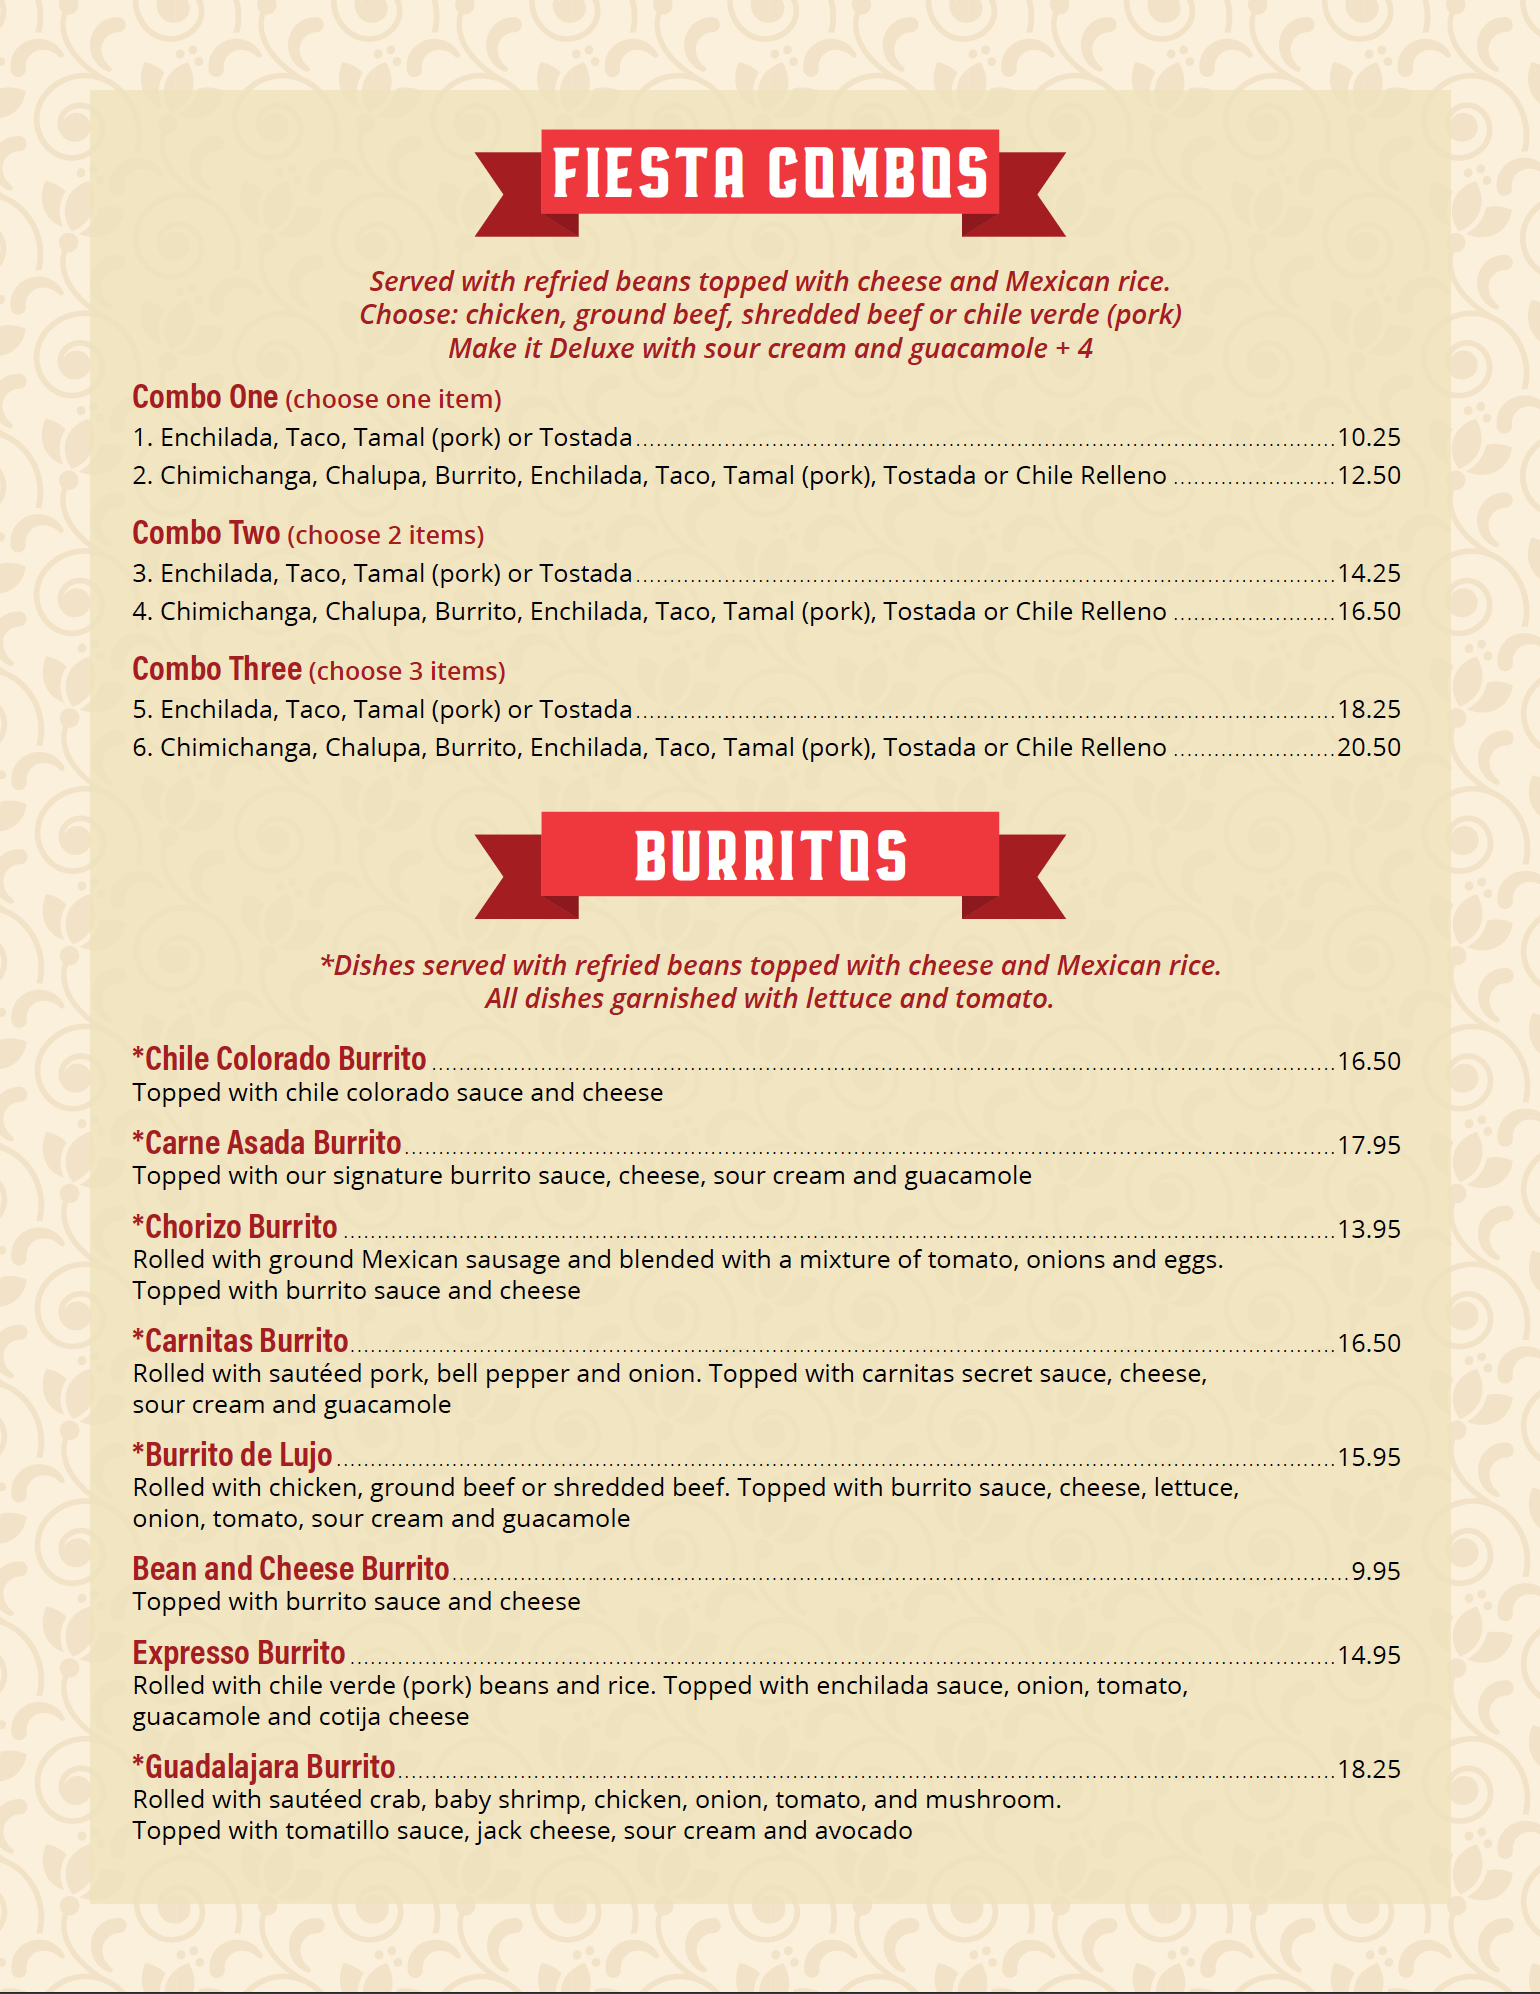 FIESTA COMBOS
Served with refried beans topped with cheese and Mexican rice.
Choose: chicken, ground beef, shredded beef or chile verde (pork)
Make it Deluxe with sour cream and guacamole + 4
Combo One (choose one item)
1. Enchilada, Taco, Tamal (pork) or Tostada 10.25
2. Chimichanga, Chalupa, Burrito, Enchilada, Taco, Tamal (pork), Tostada or Chile Relleno 12.50
Combo Two (choose 2 items)
3. Enchilada, Taco, Tamal (pork) or Tostada 14.25
4. Chimichanga, Chalupa, Burrito, Enchilada, Taco, Tamal (pork), Tostada or Chile Relleno 16.50
Combo Three (choose 3 items)
5. Enchilada, Taco, Tamal (pork) or Tostada 18.25
6. Chimichanga, Chalupa, Burrito, Enchilada, Taco, Tamal (pork), Tostada or Chile Relleno 20.50
BURRITOS
*Dishes served with refried beans topped with cheese and Mexican rice.
All dishes garnished with lettuce and tomato.
*Chile Colorado Burrito 16.50
Topped with chile colorado sauce and cheese
*Carne Asada Burrito 17.95
Topped with our signature burrito sauce, cheese, sour cream and guacamole
*Chorizo Burrito 13.95
Rolled with ground Mexican sausage and blended with a mixture of tomato, onions and eggs.
Topped with burrito sauce and cheese
*Carnitas Burrito 16.50
Rolled with sautéed pork, bell pepper and onion. Topped with carnitas secret sauce, cheese,
sour cream and guacamole
*Burrito de Lujo 15.95
Rolled with chicken, ground beef or shredded beef. Topped with burrito sauce, cheese, lettuce,
onion, tomato, sour cream and guacamole
Bean and Cheese Burrito 9.95
Topped with burrito sauce and cheese
Expresso Burrito 14.95
Rolled with chile verde (pork) beans and rice. Topped with enchilada sauce, onion, tomato,
guacamole and cotija cheese
*Guadalajara Burrito 18.25
Rolled with sautéed crab, baby shrimp, chicken, onion, tomato, and mushroom.
Topped with tomatillo sauce, jack cheese, sour cream and avocado